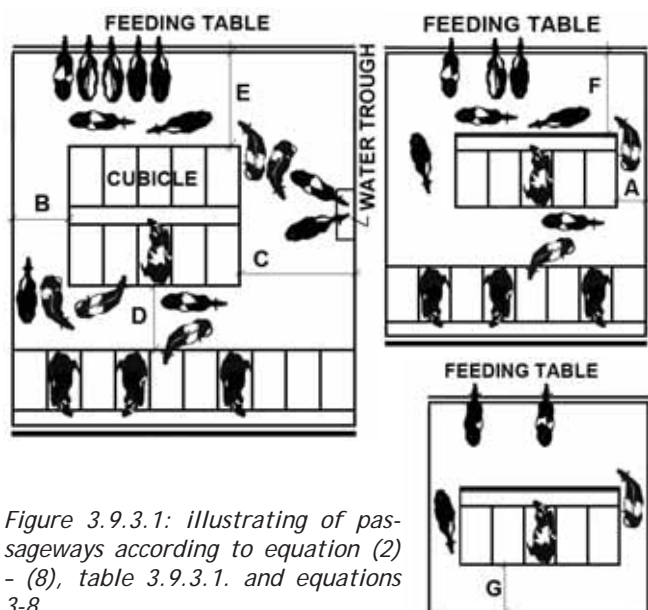 FEEDING TABLE
E
WATER TROUGH
CUBICLE
B
C
D
FEEDING TABLE
F
A
FEEDING TABLE
G
Figure 3.9.3.1: illustrating of pas-
sageways according to equation (2)
- (8), table 3.9.3.1. and equations
3-8